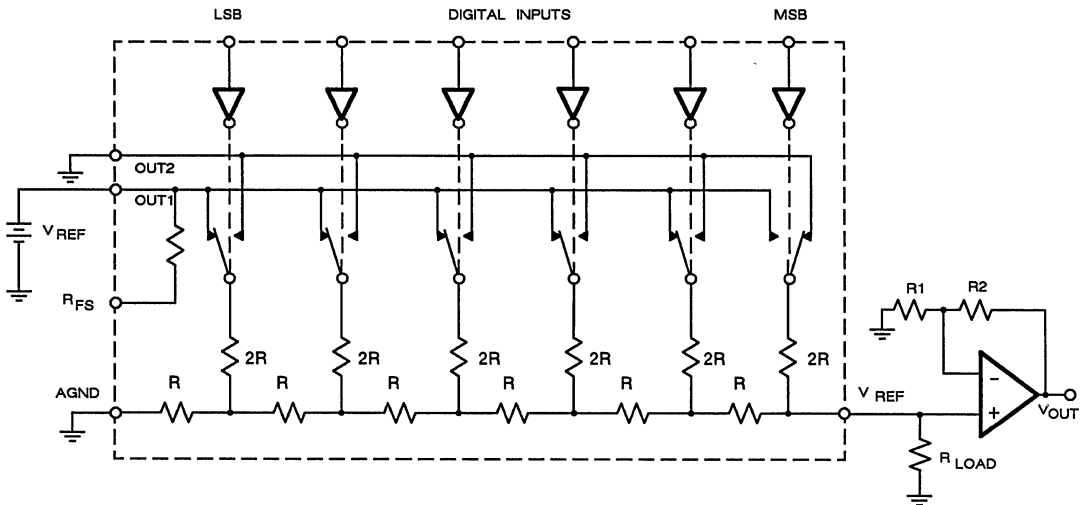 LSB DIGITAL INPUTS MSB
OUT2
OUT1
V REF
R FS
R1 R2
2R 2R 2R 2R 2R 2R
AGND R R R R R R V REF
− + VOUT
R LOAD